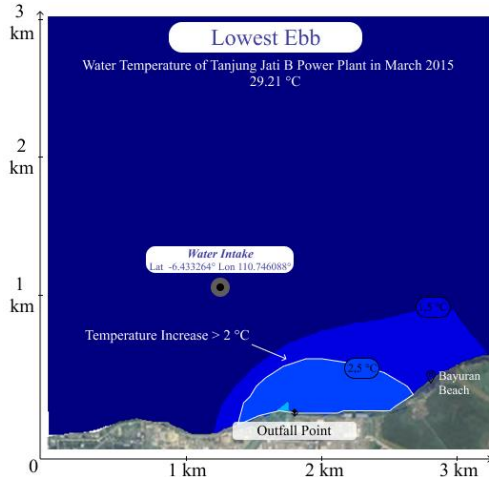 3
km
Lowest Ebb
Water Temperature of Tanjung Jati B Power Plant in March 2015
29.21 °C
2
km
Water Intake
Lat -6.433264° Lon 110.746088°
1
km
Temperature Increase > 2 °C
2,5 °C
Bayuran
Beach
Outfall Point
0
1 km
2 km
3 km